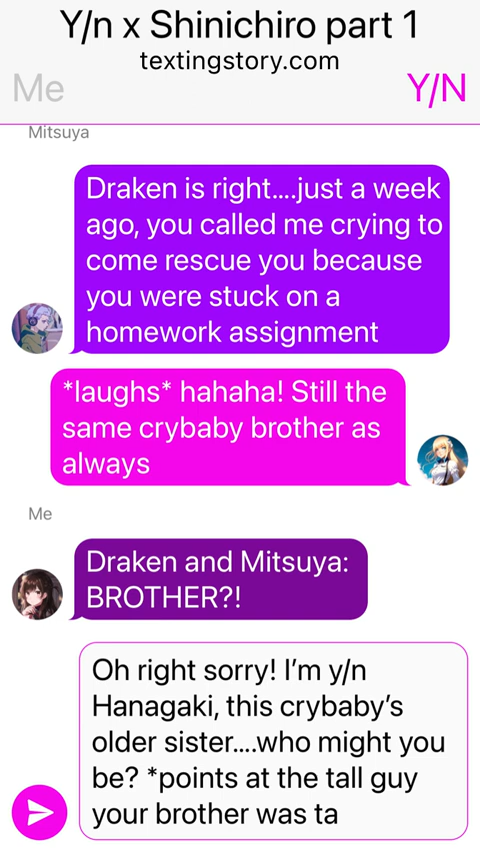 Y/n x Shinichiro part 1
textingstory.com
Me
Y/N
Mitsuya
Draken is right....just a week
ago, you called me crying to
come rescue you because
you were stuck on a
homework assignment
*laughs* hahaha! Still the
same crybaby brother as
always
Me
Draken and Mitsuya:
BROTHER?!
Oh right sorry! I’m y/n
Hanagaki, this crybaby’s
older sister....who might you
be? *points at the tall guy
your brother was ta